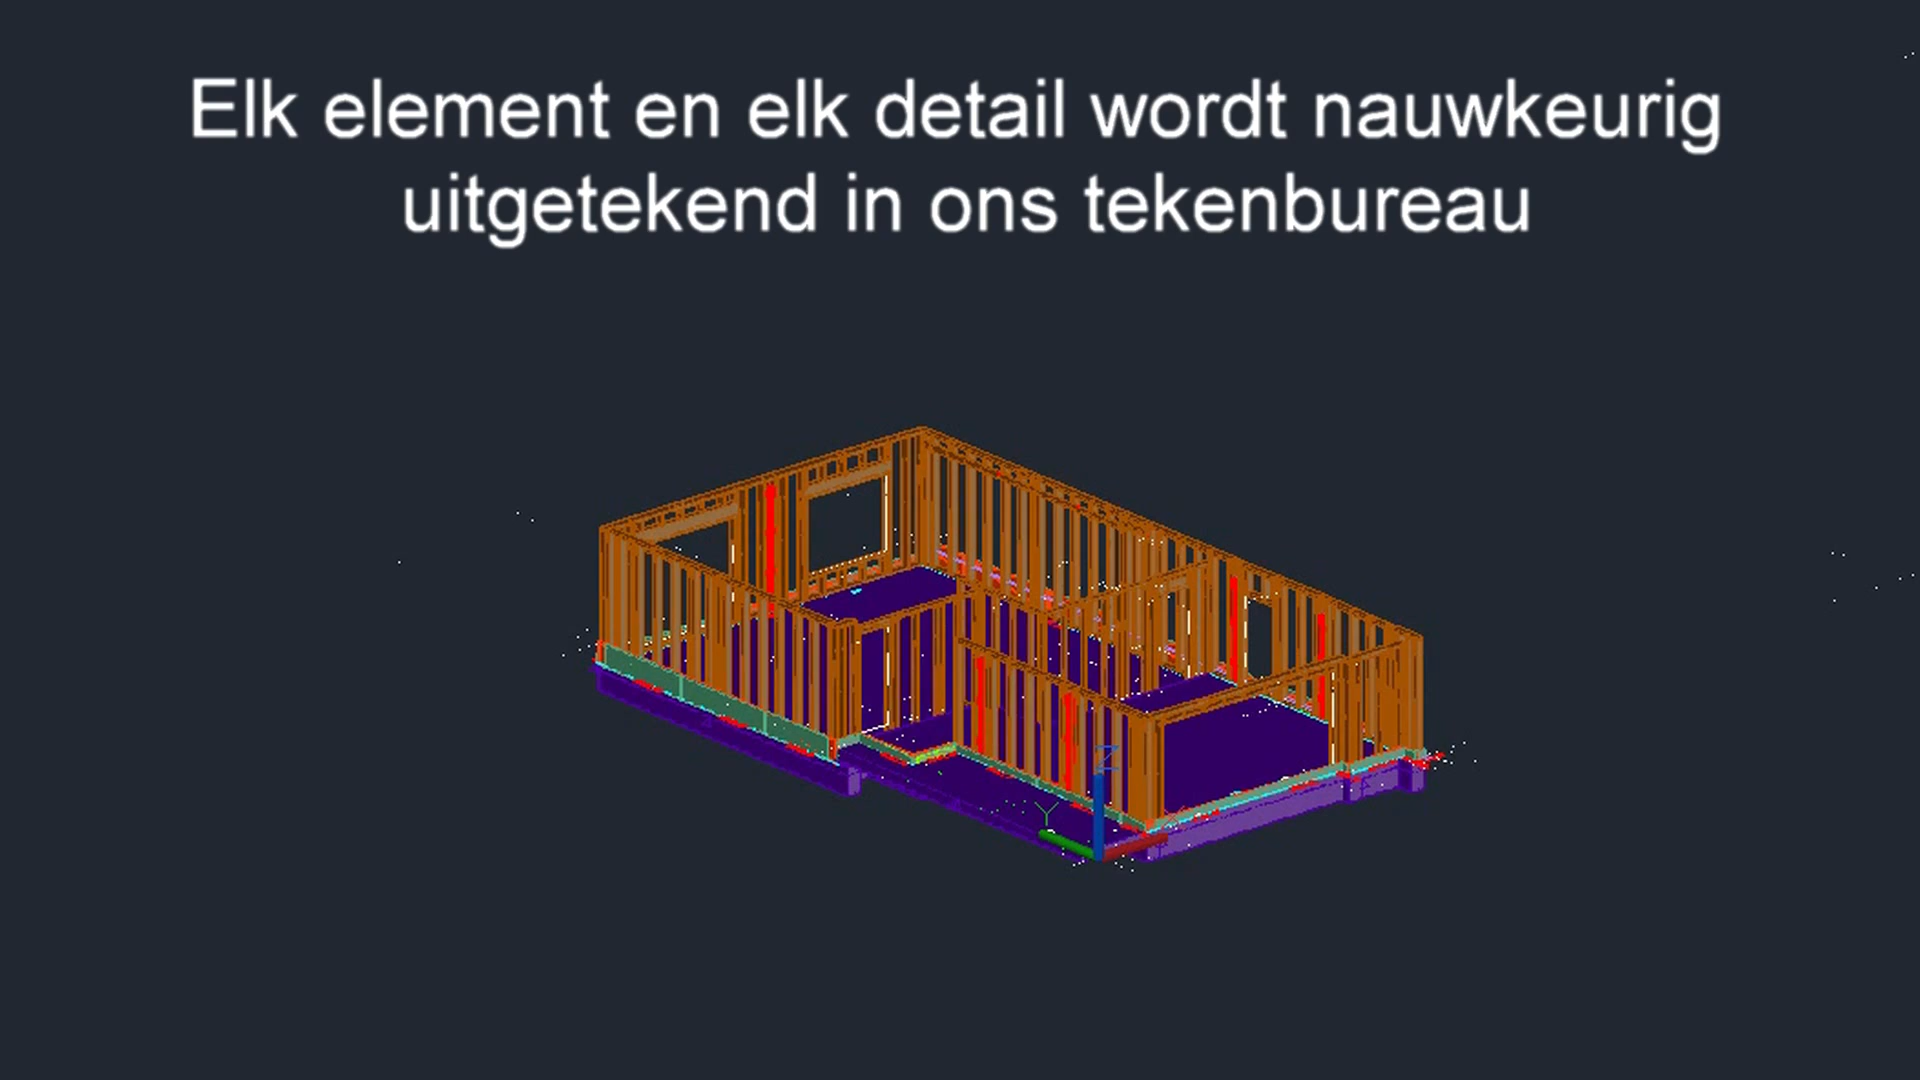 Elk element en elk detail wordt nauwkeurig
uitgetekend in ons tekenbureau
Y
Z